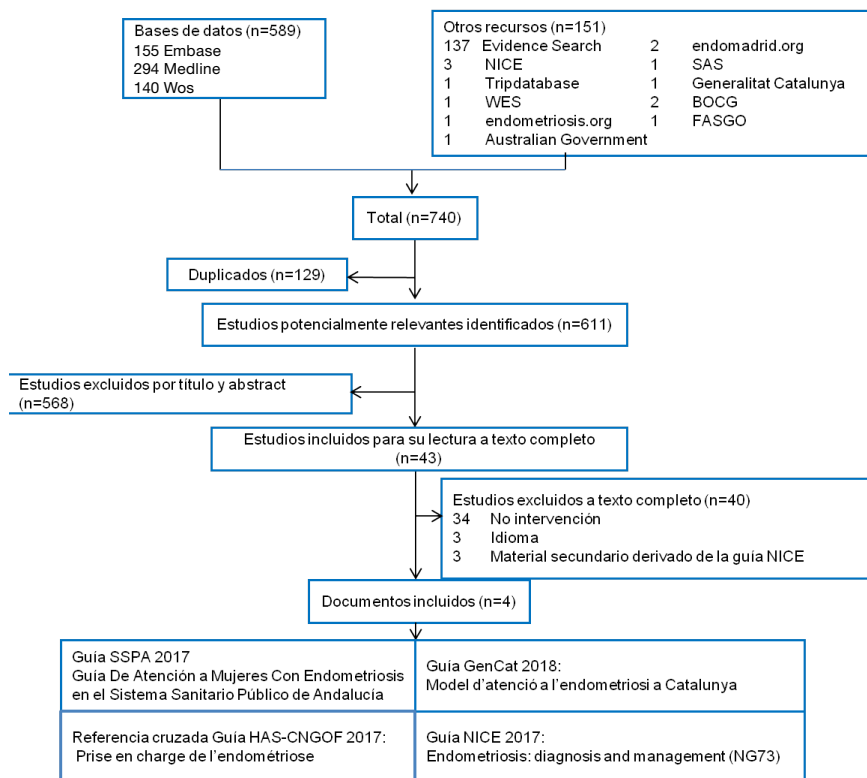 Bases de datos (n=589)
155 Embase
294 Medline
140 Wos
Otros recursos (n=151)
137 Evidence Search 2 endomadrid.org
3 NICE 1 SAS
1 Tripdatabase 1 Generalitat Catalunya
1 WES 2 BOCG
1 endometriosis.org 1 FASGO
1 Australian Government
Total (n=740)
Duplicados (n=129)
Estudios potencialmente relevantes identificados (n=611)
Estudios excluidos por título y abstract
(n=568)
Estudios incluidos para su lectura a texto completo
(n=43)
Estudios excluidos a texto completo (n=40)
34 No intervención
3 Idioma
3 Material secundario derivado de la guía NICE
Documentos incluidos (n=4)
Guía SSPA 2017
Guía De Atención a Mujeres Con Endometriosis
en el Sistema Sanitario Público de Andalucía
Guía GenCat 2018:
Model d’atenció a l’endometriosi a Catalunya
Referencia cruzada Guía HAS-CNGOF 2017:
Prise en charge de l’endométriose
Guía NICE 2017:
Endometriosis: diagnosis and management (NG73)